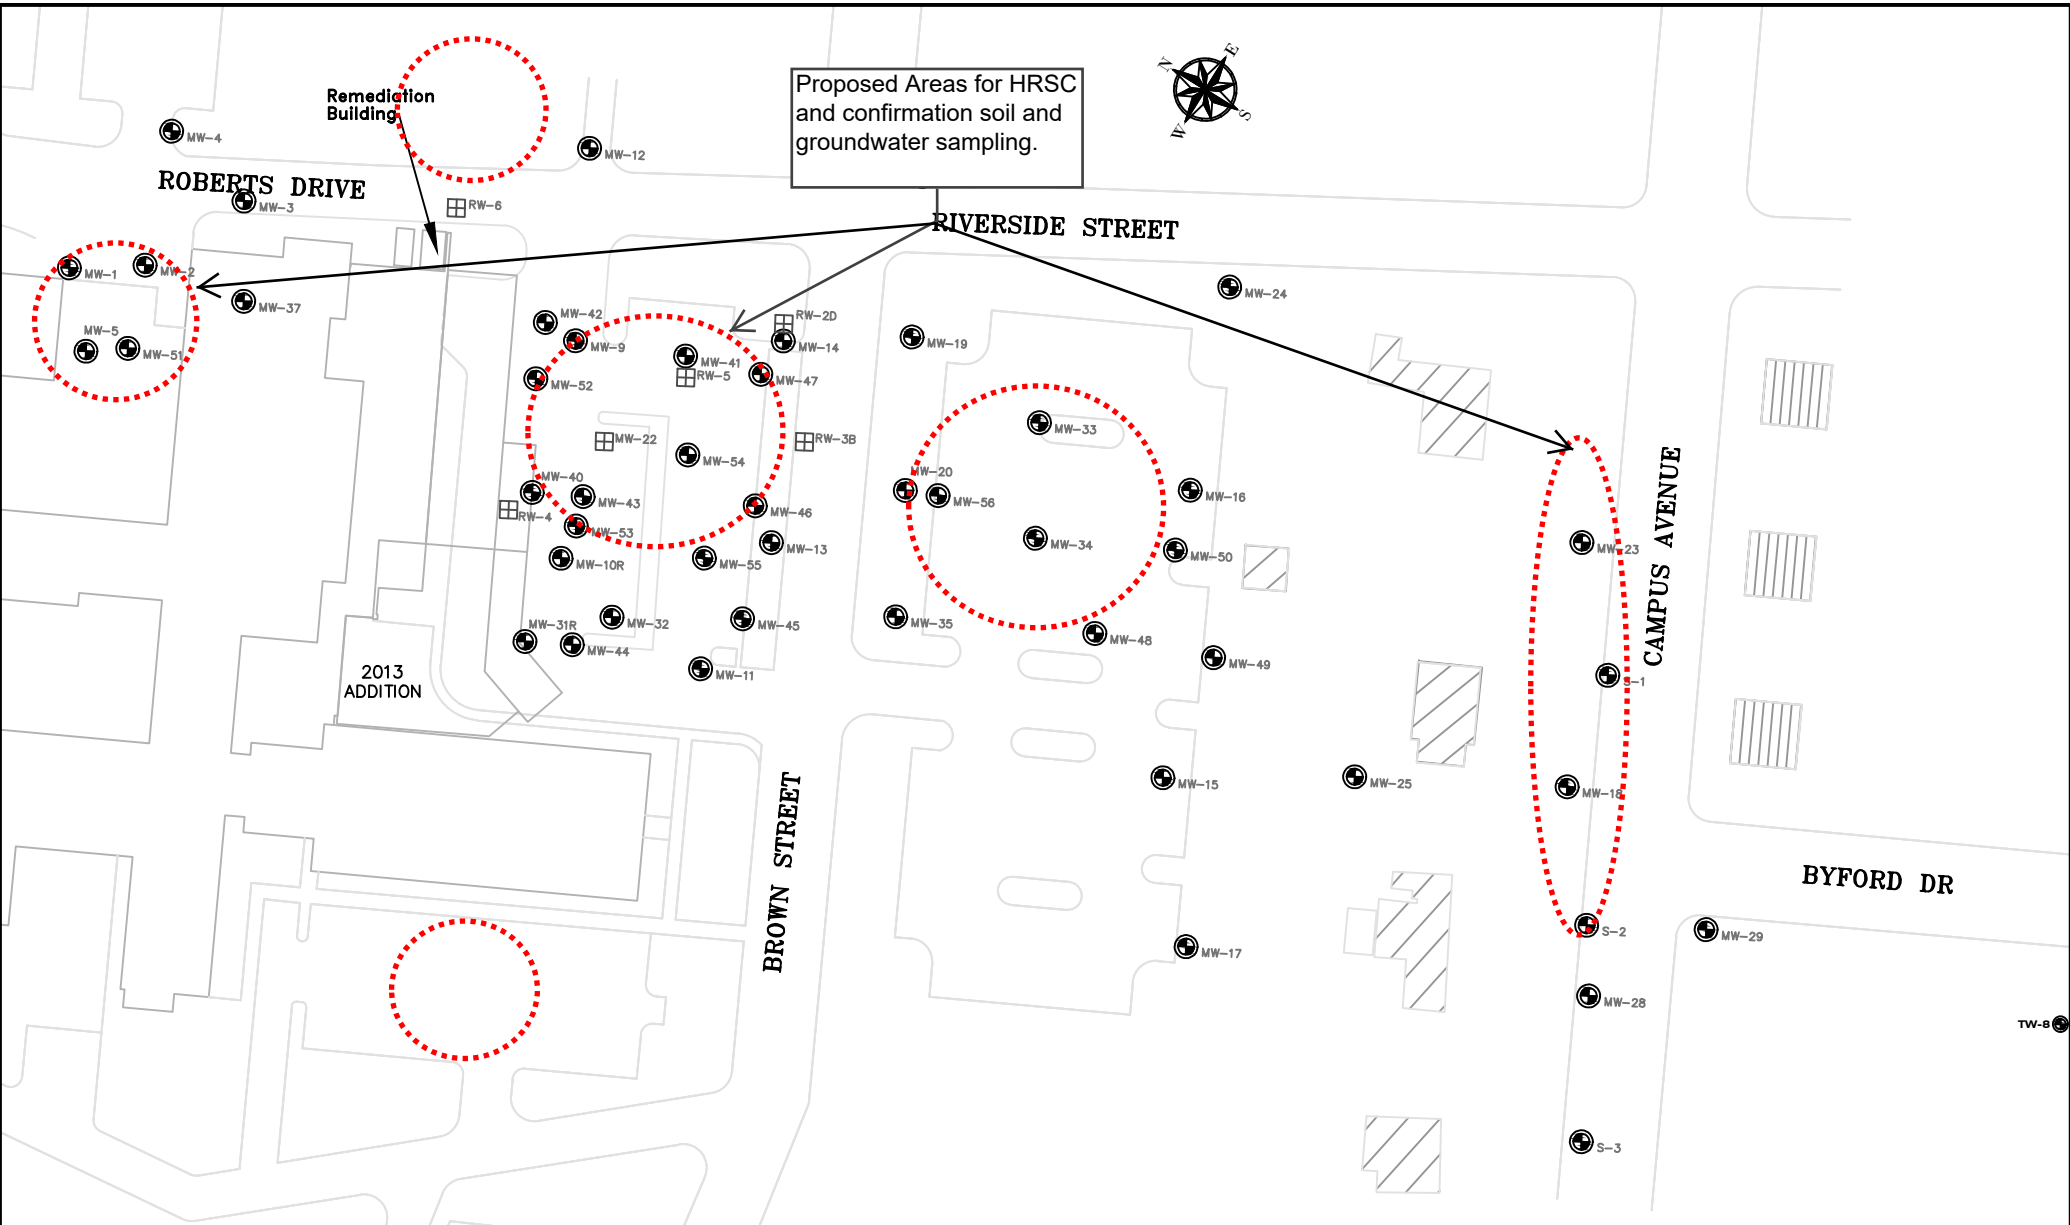 Proposed Areas for HRSC
and confirmation soil and
groundwater sampling.
N
E
W
S
Remediation
Building
MW-4
MW-12
ROBERTS DRIVE
MW-3
RW-6
RIVERSIDE STREET
MW-1
MW-2
MW-37
MW-5
MW-51
MW-42
MW-9
MW-52
MW-41
RW-5
RW-2D
MW-14
MW-47
MW-22
RW-3B
MW-54
MW-40
MW-43
RW-4
MW-53
MW-46
MW-13
MW-10R
MW-55
MW-31R
MW-32
MW-44
MW-45
MW-11
MW-19
MW-24
MW-33
MW-20
MW-56
MW-16
MW-34
MW-50
MW-35
MW-48
MW-49
MW-15
MW-25
MW-17
MW-23
S-1
MW-18
S-2
MW-29
MW-28
S-3
TW-8
2013
ADDITION
BROWN STREET
CAMPUS AVENUE
BYFORD DR